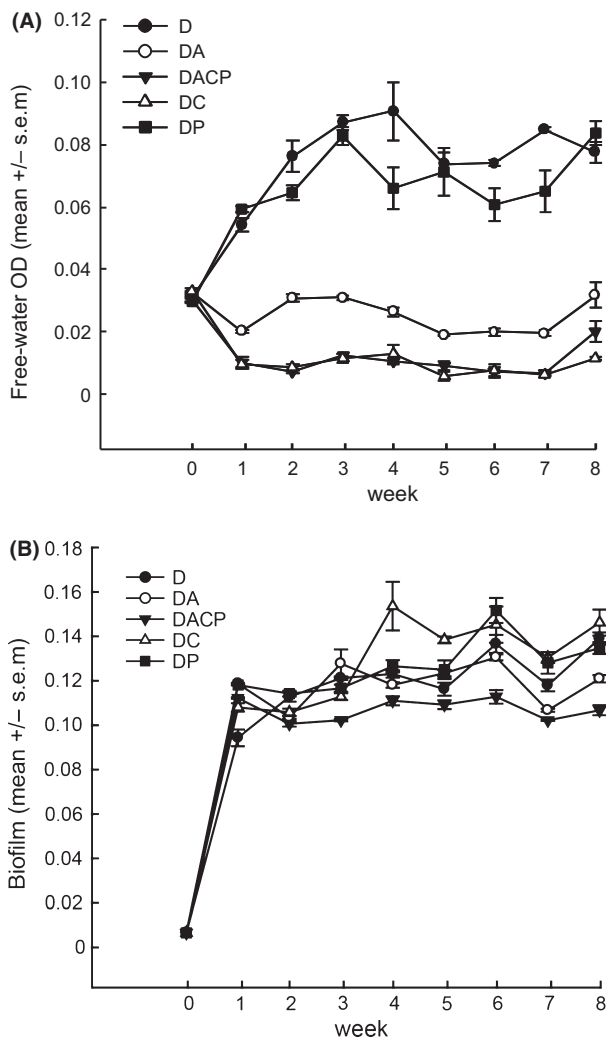 (A)
0.12
0.10
0.08
0.06
0.04
0.02
0
Free-water OD (mean +/– s.e.m)
D
DA
DACP
DC
DP
0 1 2 3 4 5 6 7 8
week
(B)
0.18
0.16
0.14
0.12
0.10
0.08
0.06
0.04
0.02
0
Biofilm (mean +/– s.e.m)
D
DA
DACP
DC
DP
0 1 2 3 4 5 6 7 8
week